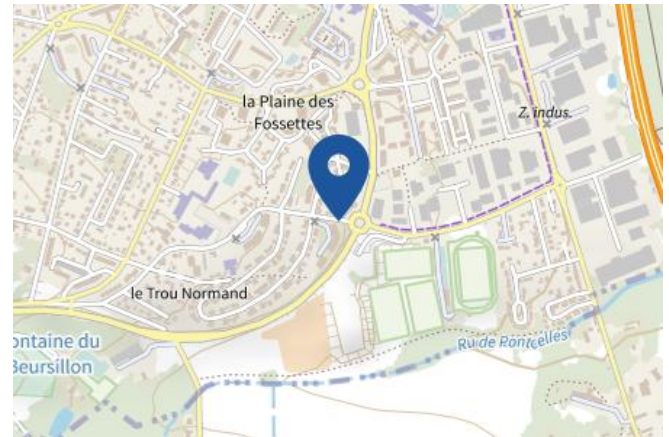 la Plaine des
Fossettes
Z. indus.
le Trou Normand
ontaine du
Beursillon
Ru de Pontcelles